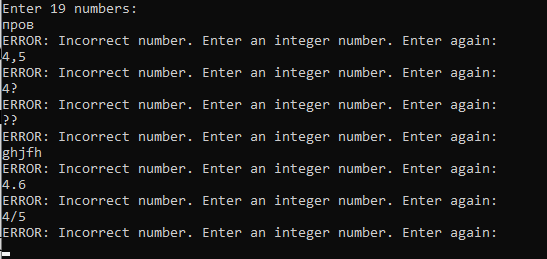 Enter 19 numbers:
пров
ERROR: Incorrect number. Enter an integer number. Enter again:
4,5
ERROR: Incorrect number. Enter an integer number. Enter again:
4?
ERROR: Incorrect number. Enter an integer number. Enter again:
??
ERROR: Incorrect number. Enter an integer number. Enter again:
ghjfh
ERROR: Incorrect number. Enter an integer number. Enter again:
4.6
ERROR: Incorrect number. Enter an integer number. Enter again:
4/5
ERROR: Incorrect number. Enter an integer number. Enter again: